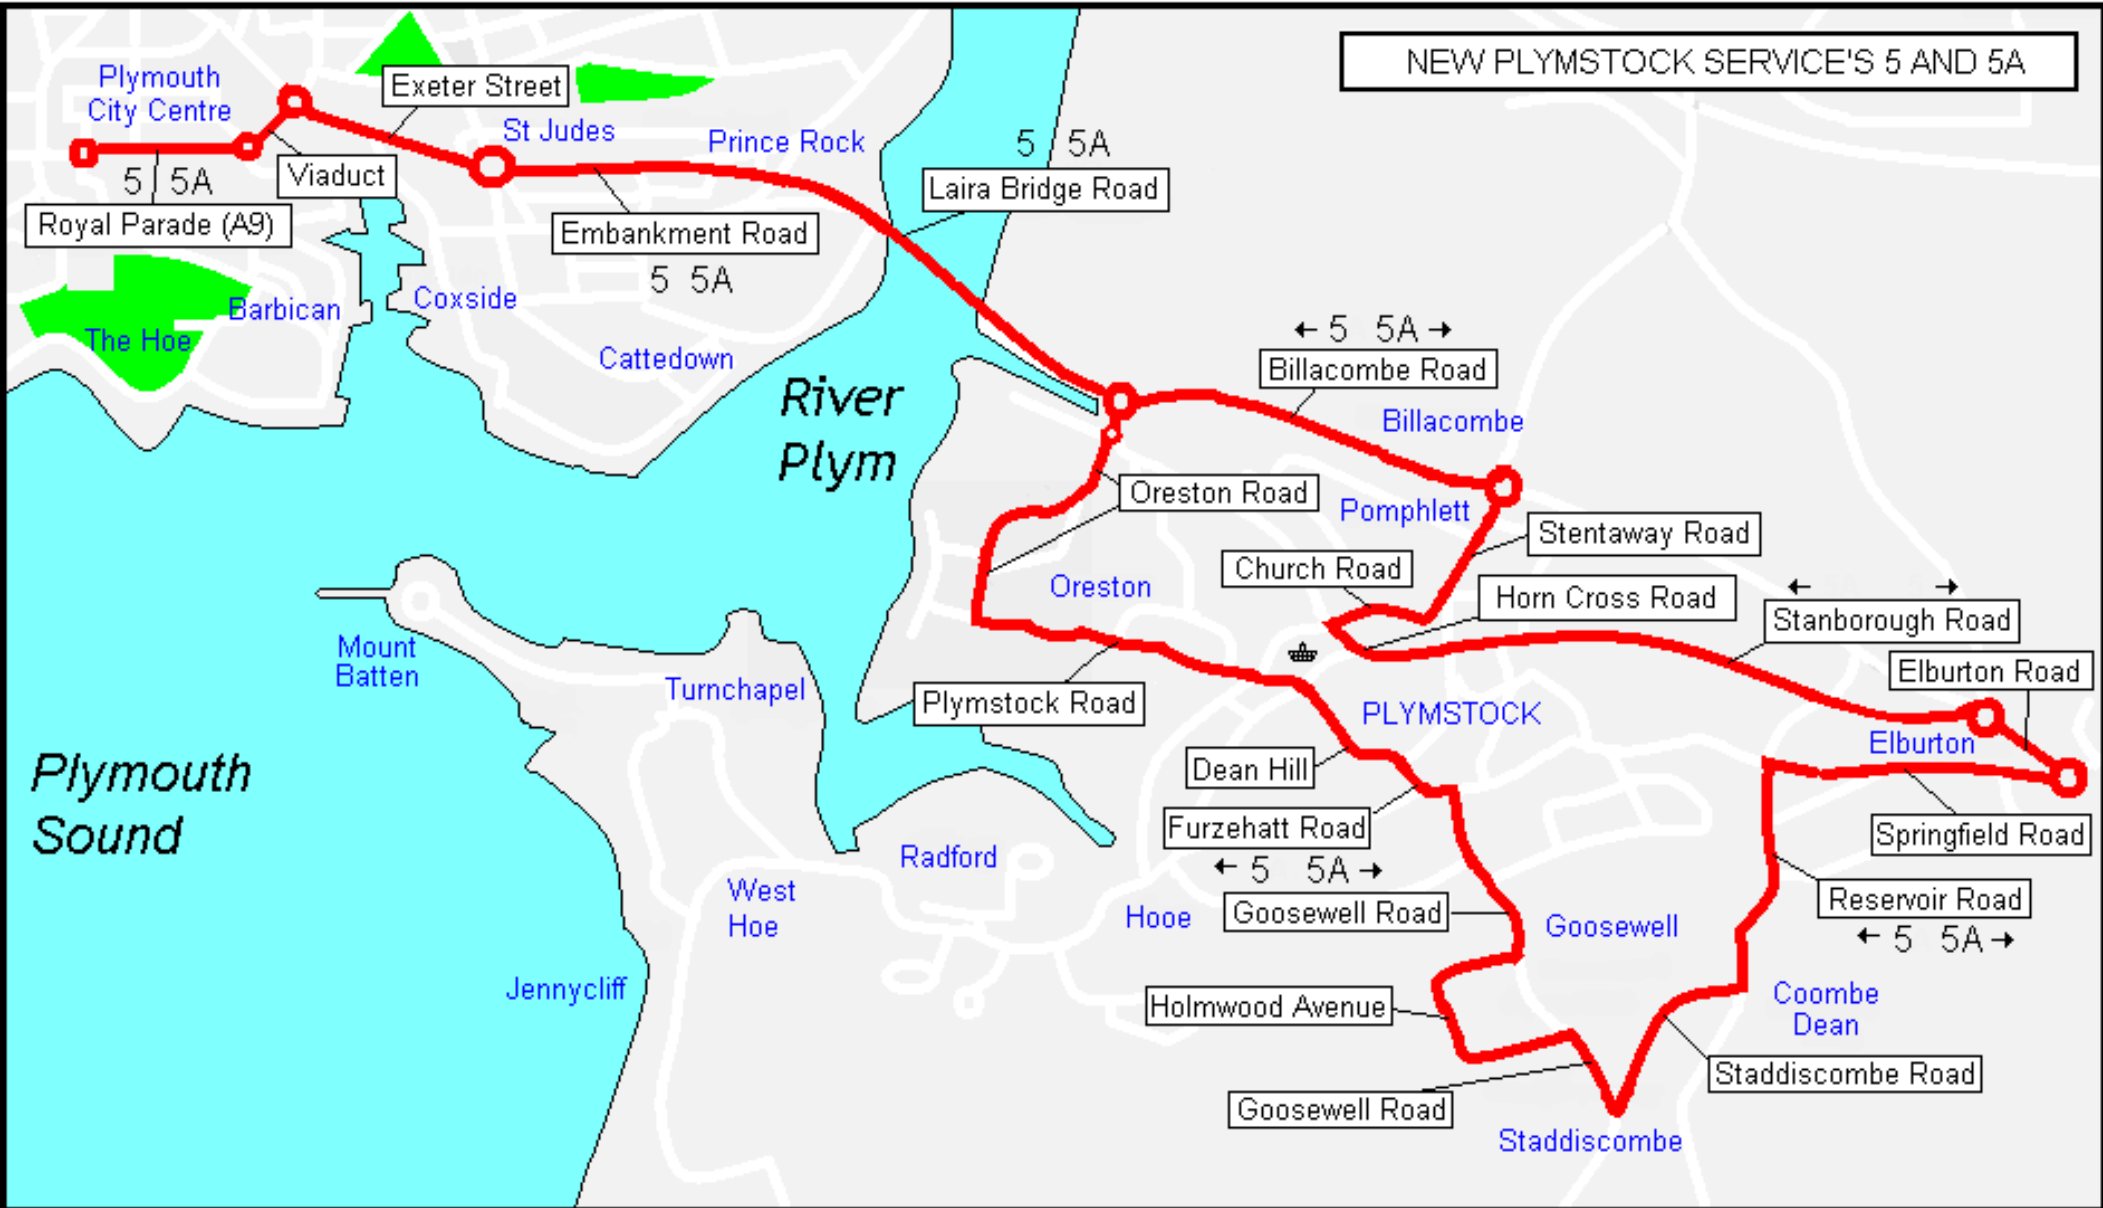 NEW PLYMSTOCK SERVICE'S 5 AND 5A
Plymouth
City Centre
Exeter Street
St Judes
Prince Rock
5 5A
Viaduct
5 5A
Laira Bridge Road
Royal Parade (A9)
Embankment Road
5 5A
Barbican
Coxside
The Hoe
Cattedown
River
Plym
← 5 5A →
Billacombe Road
Billacombe
Oreston Road
Pomphlett
Stentaway Road
Church Road
Oreston
Horn Cross Road
← →
Stanborough Road
Mount
Batten
Turnchapel
Plymstock Road
PLYMSTOCK
Elburton Road
Elburton
Plymouth
Sound
Dean Hill
Furzehatt Road
← 5 5A →
Springfield Road
Radford
West
Hoe
Hooe
Goosewell Road
Goosewell
Reservoir Road
← 5 5A →
Jennycliff
Holmwood Avenue
Coombe
Dean
Staddiscombe Road
Goosewell Road
Staddiscombe